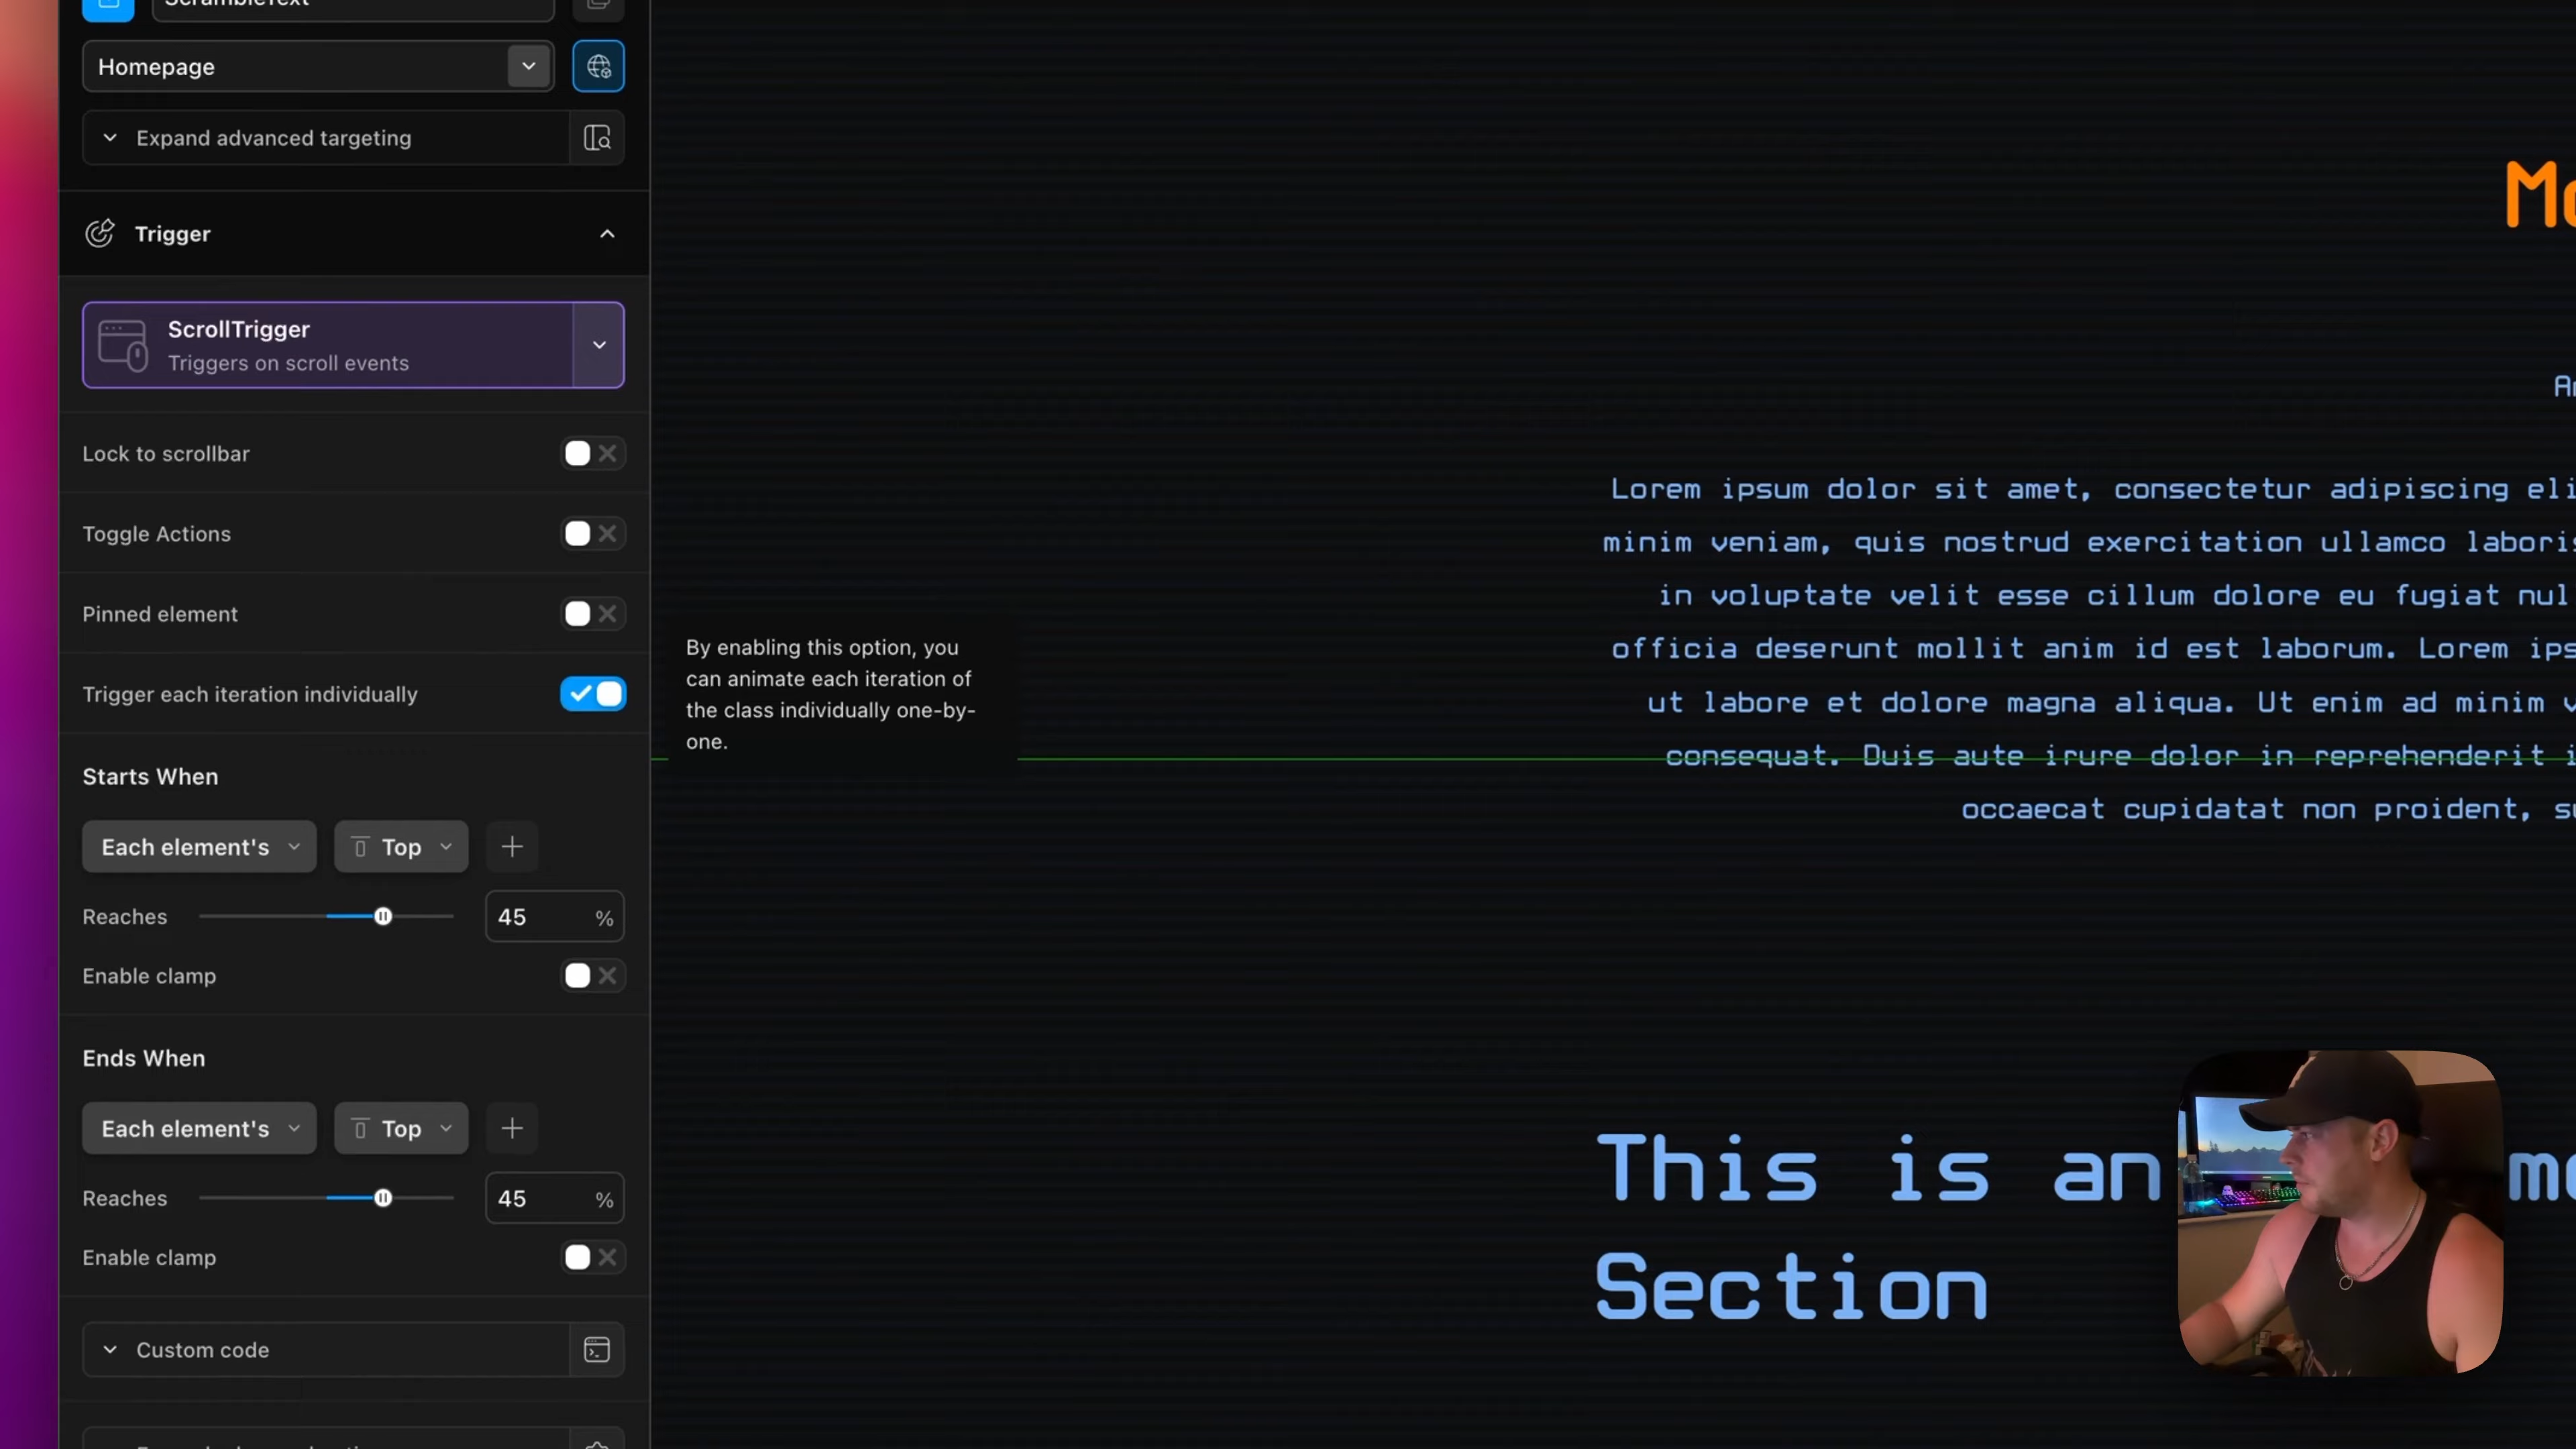 ScrambleText
Homepage
Expand advanced targeting
Trigger
ScrollTrigger
Triggers on scroll events
Lock to scrollbar
Toggle Actions
Pinned element
Trigger each iteration individually
By enabling this option, you
can animate each iteration of
the class individually one-by-
one.
Starts When
Each element's
Top
Reaches
45
%
Enable clamp
Ends When
Each element's
Top
Reaches
45
%
Enable clamp
Custom code
Lorem ipsum dolor sit amet, consectetur adipiscing
minim veniam, quis nostrud exercitation ullamco
in voluptate velit esse cillum dolore eu fugiat
officia deserunt mollit anim id est laborum. Lorem
ut labore et dolore magna aliqua. Ut enim ad minim
consequat. Duis aute irure dolor in reprehenderit
occaecat cupidatat non proident,
This is an
Section